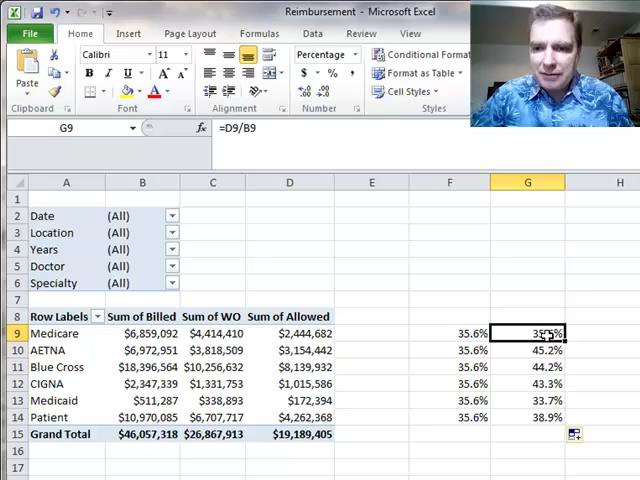 Reimbursement - Microsoft Excel
File Home Insert Page Layout Formulas Data Review View
Paste Calibri 11 Percentage Conditional Format
B I U A A $ % , Format as Table
Cell Styles
Clipboard Font Alignment Number Styles
G9 fx =D9/B9
A B C D E F G H
1
2 Date (All)
3 Location (All)
4 Years (All)
5 Doctor (All)
6 Specialty (All)
7
8 Row Labels Sum of Billed Sum of WO Sum of Allowed
9 Medicare $6,859,092 $4,414,410 $2,444,682 35.6%
10 AETNA $6,972,951 $3,818,509 $3,154,442 35.6% 45.2%
11 Blue Cross $18,396,564 $10,256,632 $8,139,932 35.6% 44.2%
12 CIGNA $2,347,339 $1,331,753 $1,015,586 35.6% 43.3%
13 Medicaid $511,287 $338,893 $172,394 35.6% 33.7%
14 Patient $10,970,085 $6,707,717 $4,262,368 35.6% 38.9%
15 Grand Total $46,057,318 $26,867,913 $19,189,405
16
17